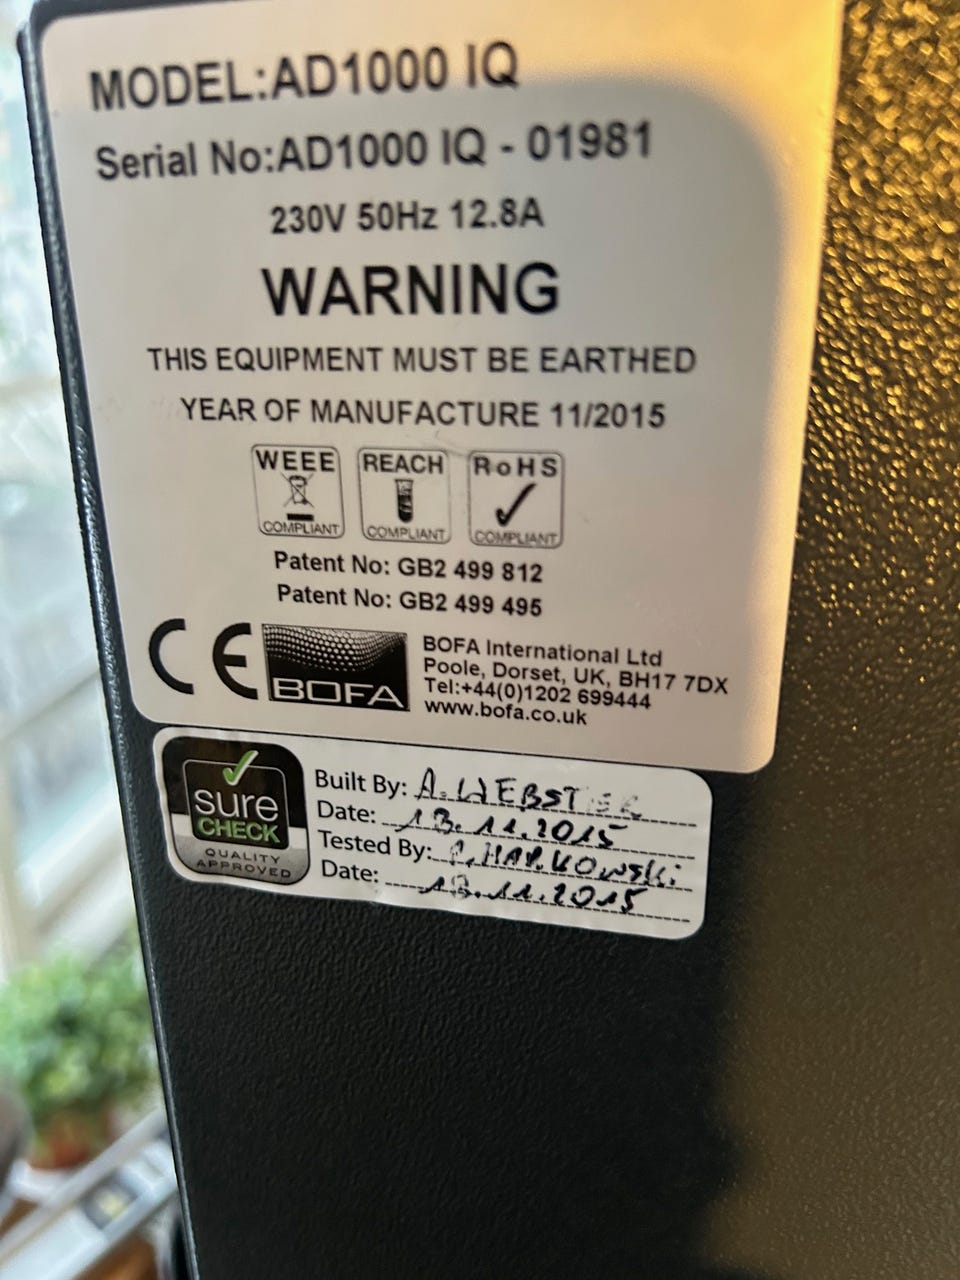 MODEL:AD1000 IQ
Serial No:AD1000 IQ - 01981
230V 50Hz 12.8A
WARNING
THIS EQUIPMENT MUST BE EARTHED
YEAR OF MANUFACTURE 11/2015
WEEE REACH RoHS
COMPLIANT COMPLIANT COMPLIANT
Patent No: GB2 499 812
Patent No: GB2 499 495
CE
BOFA
BOFA International Ltd
Poole, Dorset, UK, BH17 7DX
Tel:+44(0)1202 699444
www.bofa.co.uk
sure
CHECK
QUALITY
APPROVED
Built By: A. WEBSTER
Date: 13.11.2015
Tested By: HARKOWSKi
Date: 13.11.2015